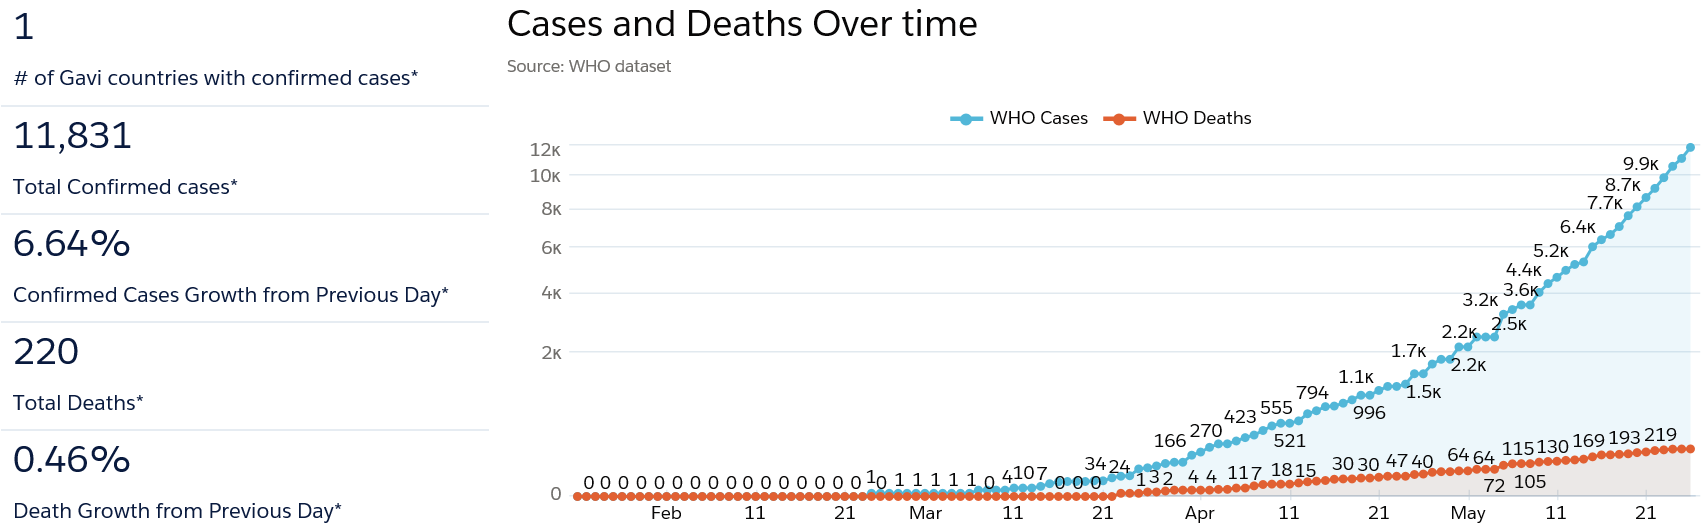 1
# of Gavi countries with confirmed cases*
11,831
Total Confirmed cases*
6.64%
Confirmed Cases Growth from Previous Day*
220
Total Deaths*
0.46%
Death Growth from Previous Day*
Cases and Deaths Over time
Source: WHO dataset
WHO Cases WHO Deaths
12K
10K
8K
6K
4K
2K
0
9.9K
8.7K
7.7K
6.4K
5.2K
4.4K
3.6K
3.2K
2.5K
2.2K
2.2K
1.7K
1.5K
1.1K
996
794
555
521
423
270
166
34 24
1 0 1 1 1 1 1 0 4 10 7 0 0 0
0 0 0 0 0 0 0 0 0 0 0 0 0 0 0 0
1 3 2 4 4 11 7 18 15 30 30 47 40 64 64 115 130 169 193 219
72 105
Feb 11 21 Mar 11 21 Apr 11 21 May 11 21